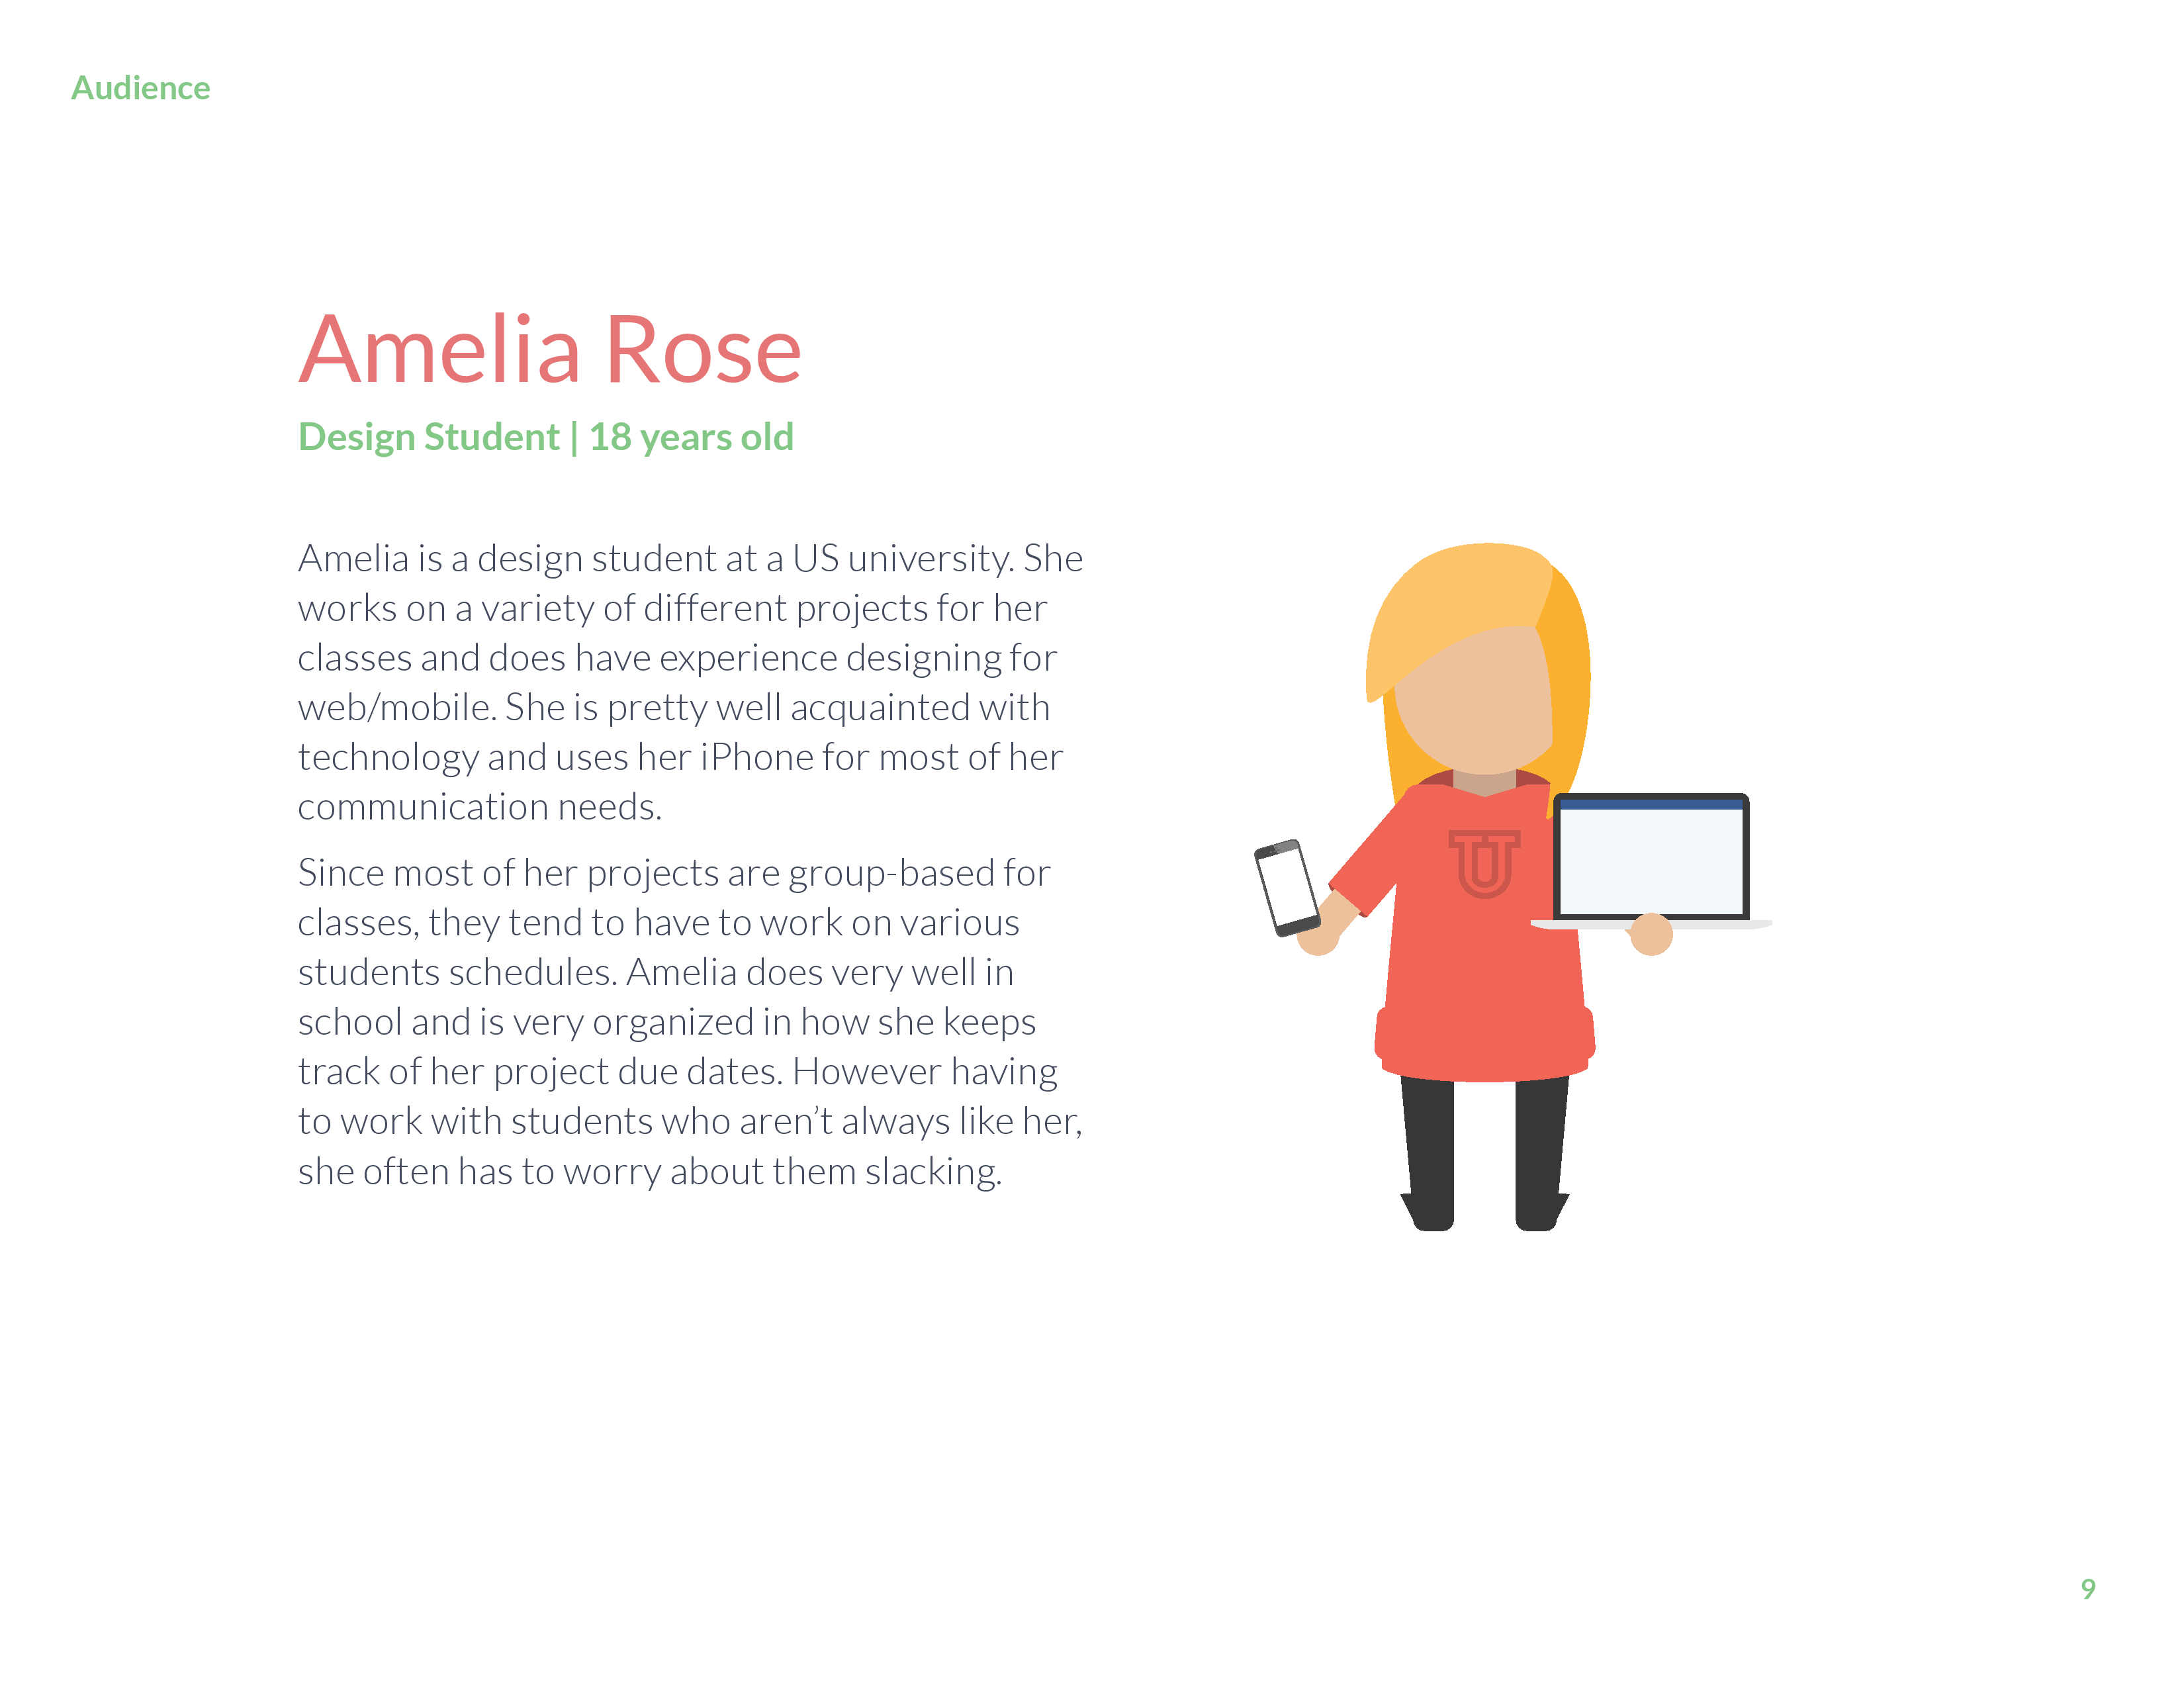 Audience
Amelia Rose
Design Student | 18 years old
Amelia is a design student at a US university. She
works on a variety of different projects for her
classes and does have experience designing for
web/mobile. She is pretty well acquainted with
technology and uses her iPhone for most of her
communication needs.
Since most of her projects are group-based for
classes, they tend to have to work on various
students schedules. Amelia does very well in
school and is very organized in how she keeps
track of her project due dates. However having
to work with students who aren’t always like her,
she often has to worry about them slacking.
U
9